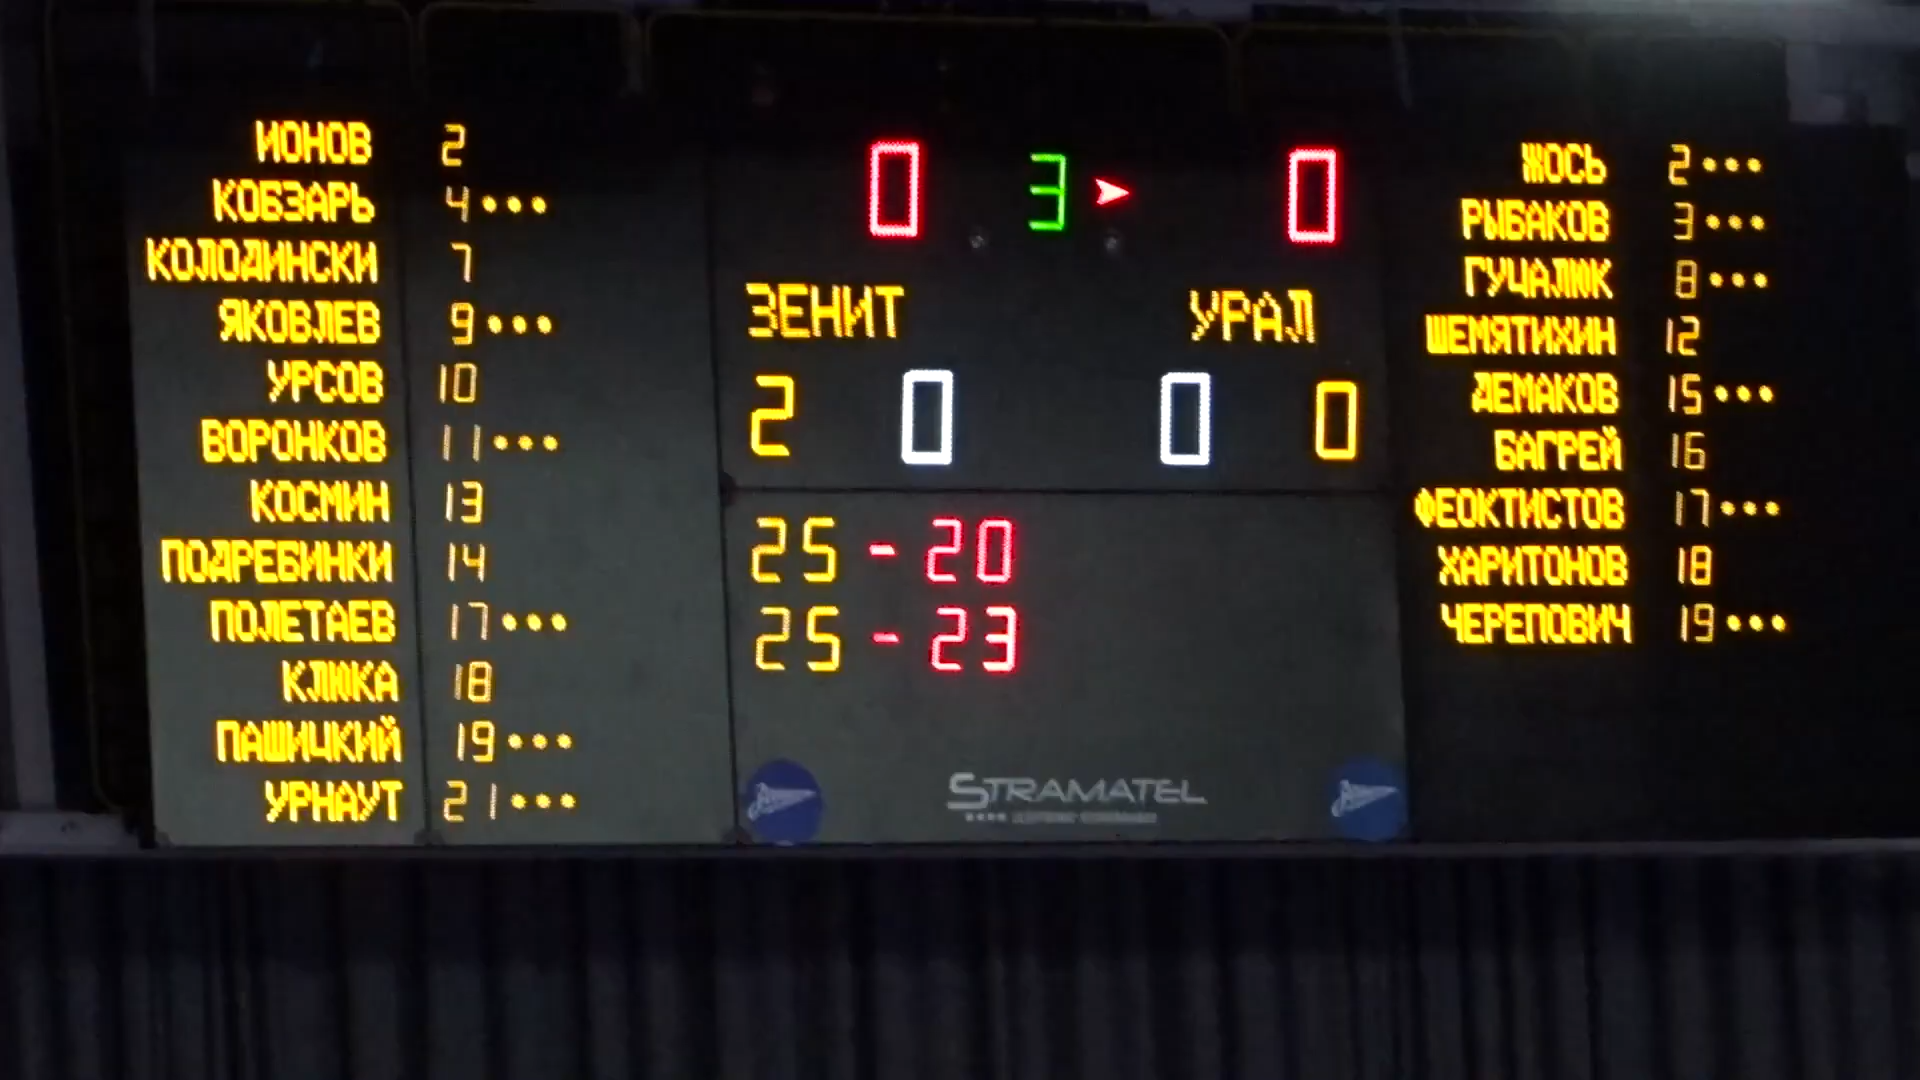 ИОНОВ 2
КОБЗАРЬ 4
КОЛОДИНСКИ 7
ЯКОВЛЕВ 9
УРСОВ 10
ВОРОНКОВ 11
КОСМИН 13
ПОДРЕБИНКИ 14
ПОЛЕТАЕВ 17
КЛЮКА 18
ПАШИЧКИЙ 19
УРНАУТ 21
0 3 0
ЗЕНИТ УРАЛ
2 0 0 0
25 - 20
25 - 23
STRAMATEL
ЖОСЬ 2
РЫБАКОВ 3
ГУЧАЛЮК 8
ШЕМЯТИХИН 12
ДЕМАКОВ 15
БАГРЕЙ 16
ФЕОКТИСТОВ 17
ХАРИТОНОВ 18
ЧЕРЕПОВИЧ 19